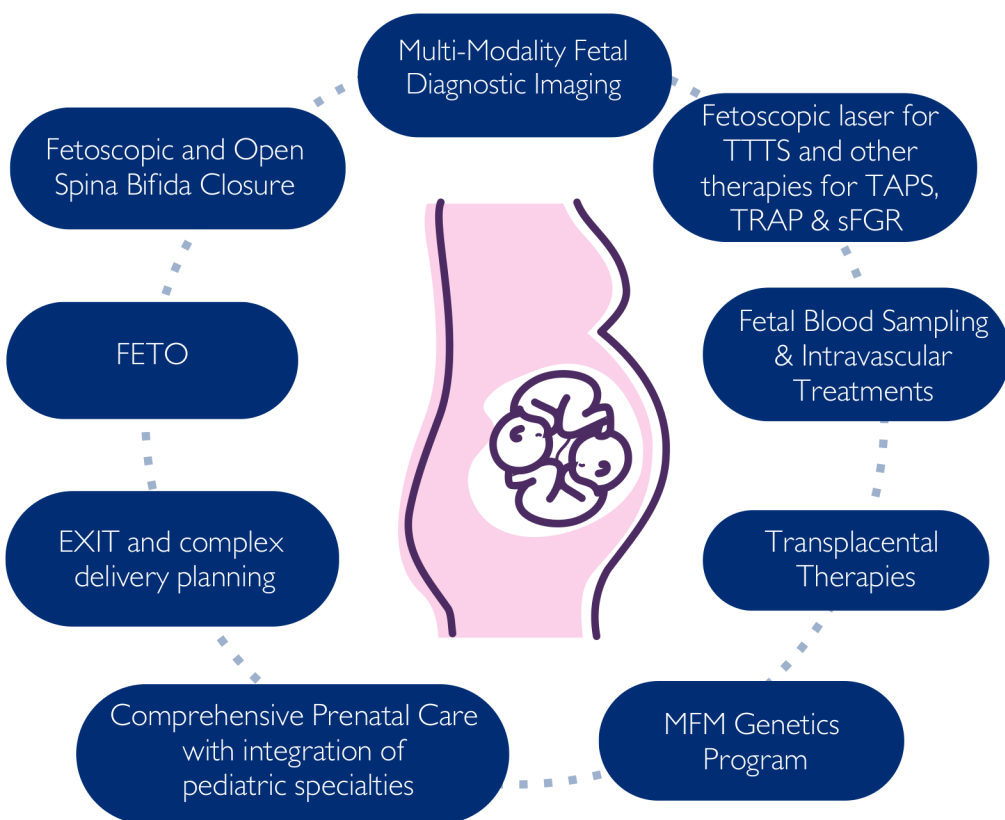 Multi-Modality Fetal
Diagnostic Imaging
Fetoscopic laser for
TTTS and other
therapies for TAPS,
TRAP & sFGR
Fetal Blood Sampling
& Intravascular
Treatments
Transplacental
Therapies
MFM Genetics
Program
Comprehensive Prenatal Care
with integration of
pediatric specialties
EXIT and complex
delivery planning
FETO
Fetoscopic and Open
Spina Bifida Closure